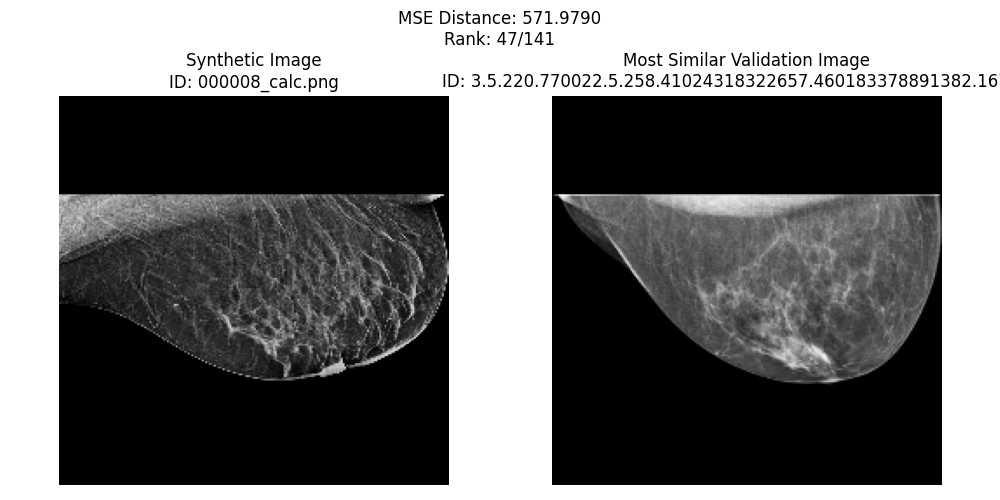 MSE Distance: 571.9790
Rank: 47/141
Synthetic Image
ID: 000008_calc.png
Most Similar Validation Image
ID: 3.5.220.770022.5.258.41024318322657.460183378891382.16